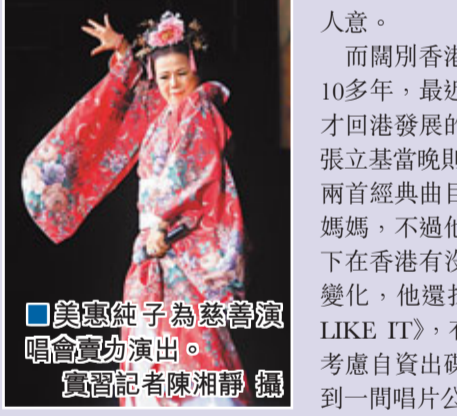 ■美惠純子為慈善演
唱會賣力演出。
實習記者陳湘靜 攝
人意。
而闊別香港
10多年，最近
才回港發展的
張立基當晚則
兩首經典曲目
媽媽，不過他
下在香港有沒
變化，他還
LIKE IT》，
考慮自資出碟
到一間唱片公